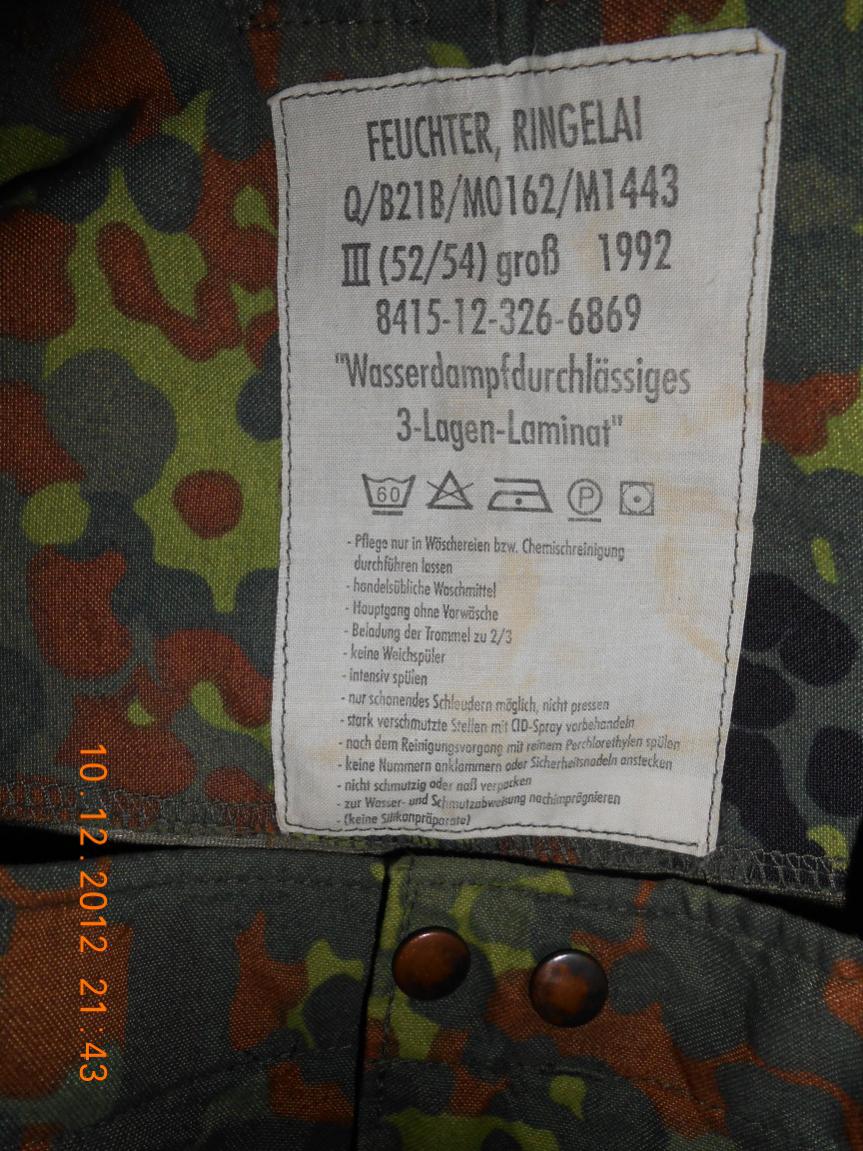 FEUCHTER, RINGELAI
Q/B21B/M0162/M1443
III (52/54) groß 1992
8415-12-326-6869
"Wasserdampfdurchlässiges
3-Lagen-Laminat"
60 P
- Pflege nur in Wäschereien bzw. Chemischreinigung
durchführen lassen
- handelsübliche Waschmittel
- Hauptgang ohne Vorwäsche
- Beladung der Trommel zu 2/3
- keine Weichspüler
- intensiv spülen
- nur schonendes Schleudern möglich, nicht pressen
- stark verschmutzte Stellen mit CID-Spray vorbehandeln
- nach dem Reinigungsvorgang mit reinem Perchlorethylen spülen
- keine Nummern anklammern oder Sicherheitsnadeln anstecken
- nicht schmutzig oder naß verpacken
- zur Wasser- und Schmutzabweisung nachimprägnieren
- (keine Silikonpräparate)
10.12.2012 21:43